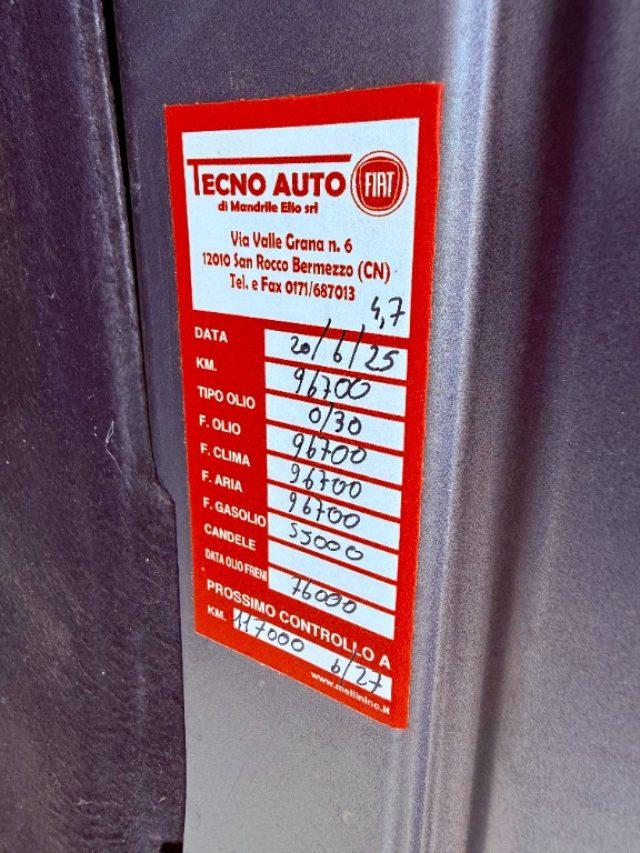 TECNO AUTO FIAT
di Mandrile Elio srl
Via Valle Grana n. 6
12010 San Rocco Bermezzo (CN)
Tel. e Fax 0171/687013
4,7
DATA 20/6/25
KM. 96700
TIPO OLIO 0/30
F. OLIO 96700
F. CLIMA 96700
F. ARIA 96700
F. GASOLIO 55000
CANDELE
DATA OLIO FRENI 76000
PROSSIMO CONTROLLO A
KM. 117000 6/27
www.mellinino.it